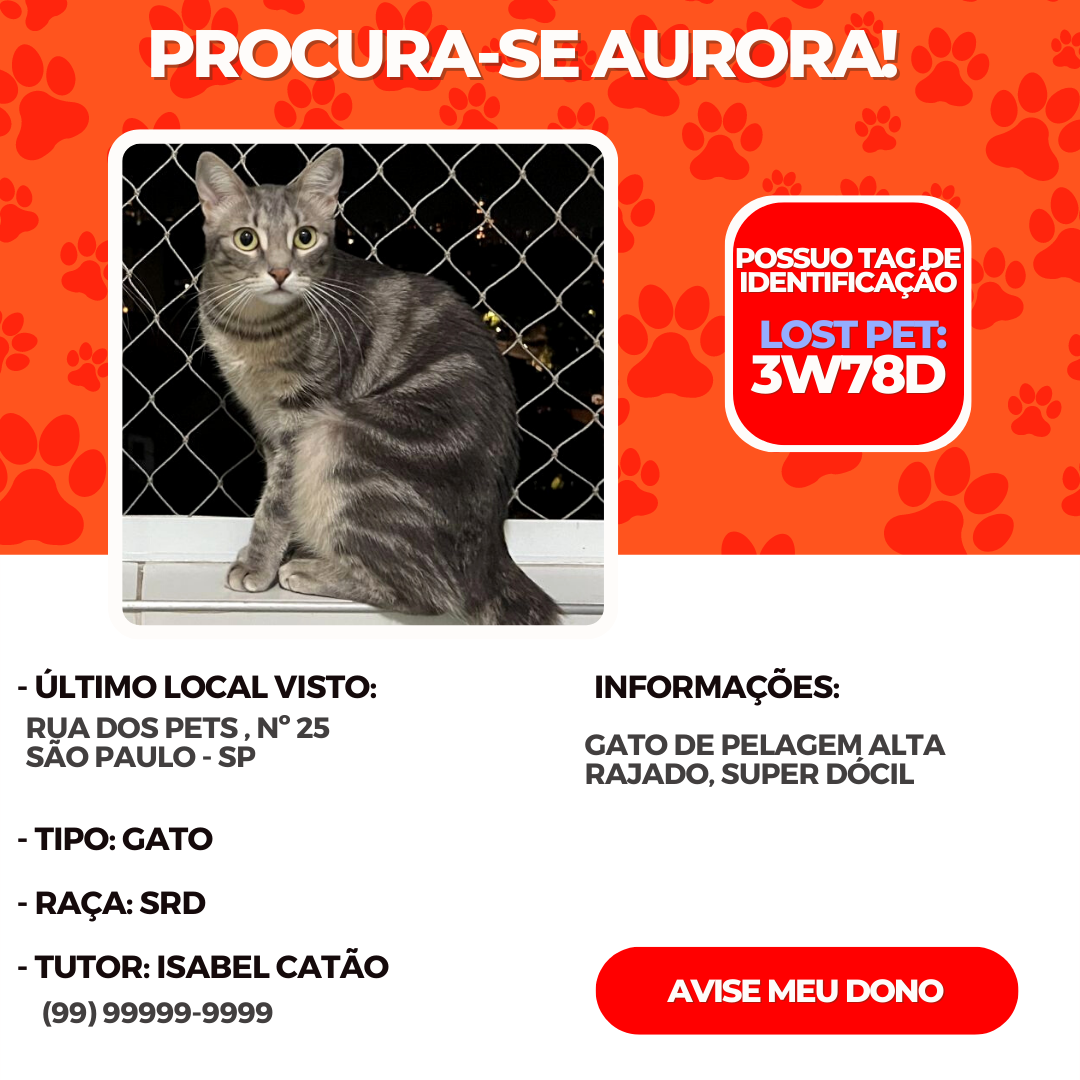 PROCURA-SE AURORA!
POSSUO TAG DE
IDENTIFICAÇÃO
LOST PET:
3W78D
- ÚLTIMO LOCAL VISTO:
RUA DOS PETS , Nº 25
SÃO PAULO - SP
- TIPO: GATO
- RAÇA: SRD
- TUTOR: ISABEL CATÃO
(99) 99999-9999
INFORMAÇÕES:
GATO DE PELAGEM ALTA
RAJADO, SUPER DÓCIL
AVISE MEU DONO